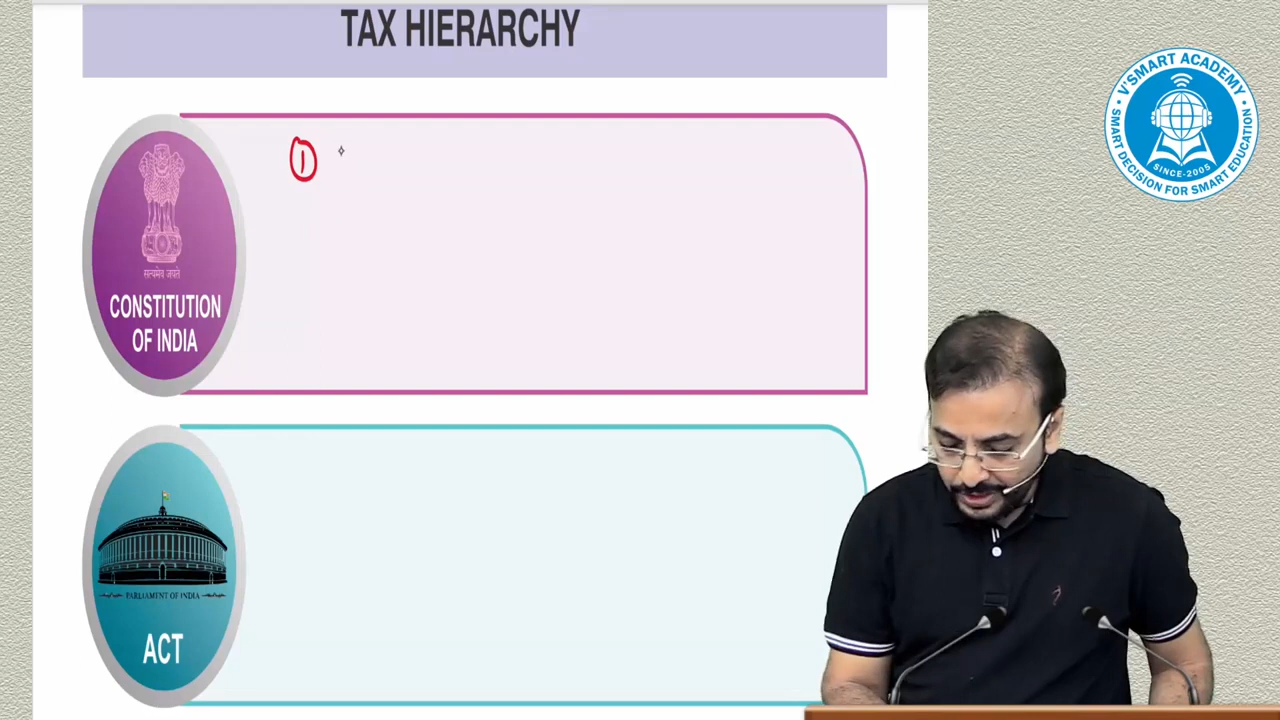 TAX HIERARCHY
1
सत्यमेव जयते
CONSTITUTION
OF INDIA
PARLIAMENT OF INDIA
ACT
V'SMART ACADEMY
SINCE-2005
SMART DECISION FOR SMART EDUCATION